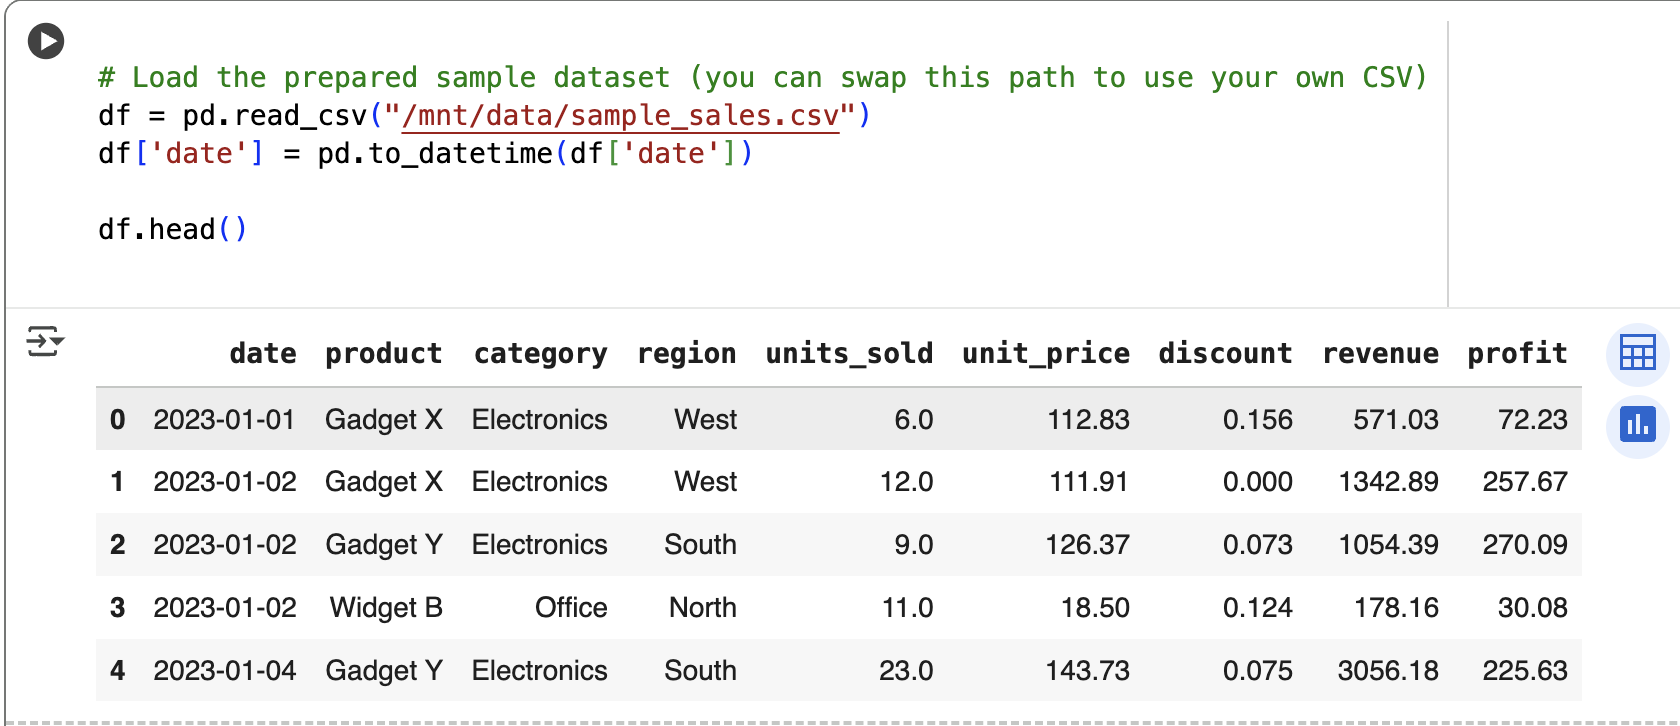 # Load the prepared sample dataset (you can swap this path to use your own CSV)
df = pd.read_csv("/mnt/data/sample_sales.csv")
df['date'] = pd.to_datetime(df['date'])
df.head()
date product category region units_sold unit_price discount revenue profit
0 2023-01-01 Gadget X Electronics West 6.0 112.83 0.156 571.03 72.23
1 2023-01-02 Gadget X Electronics West 12.0 111.91 0.000 1342.89 257.67
2 2023-01-02 Gadget Y Electronics South 9.0 126.37 0.073 1054.39 270.09
3 2023-01-02 Widget B Office North 11.0 18.50 0.124 178.16 30.08
4 2023-01-04 Gadget Y Electronics South 23.0 143.73 0.075 3056.18 225.63